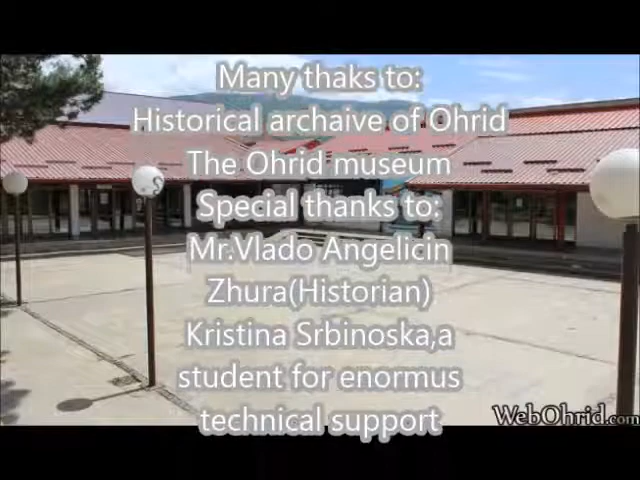 Many thaks to:
Historical archaive of Ohrid
The Ohrid museum
Special thanks to:
Mr.Vlado Angelicin
Zhura(Historian)
Kristina Srbinoska,a
student for enormus
technical support
WebOhrid.com